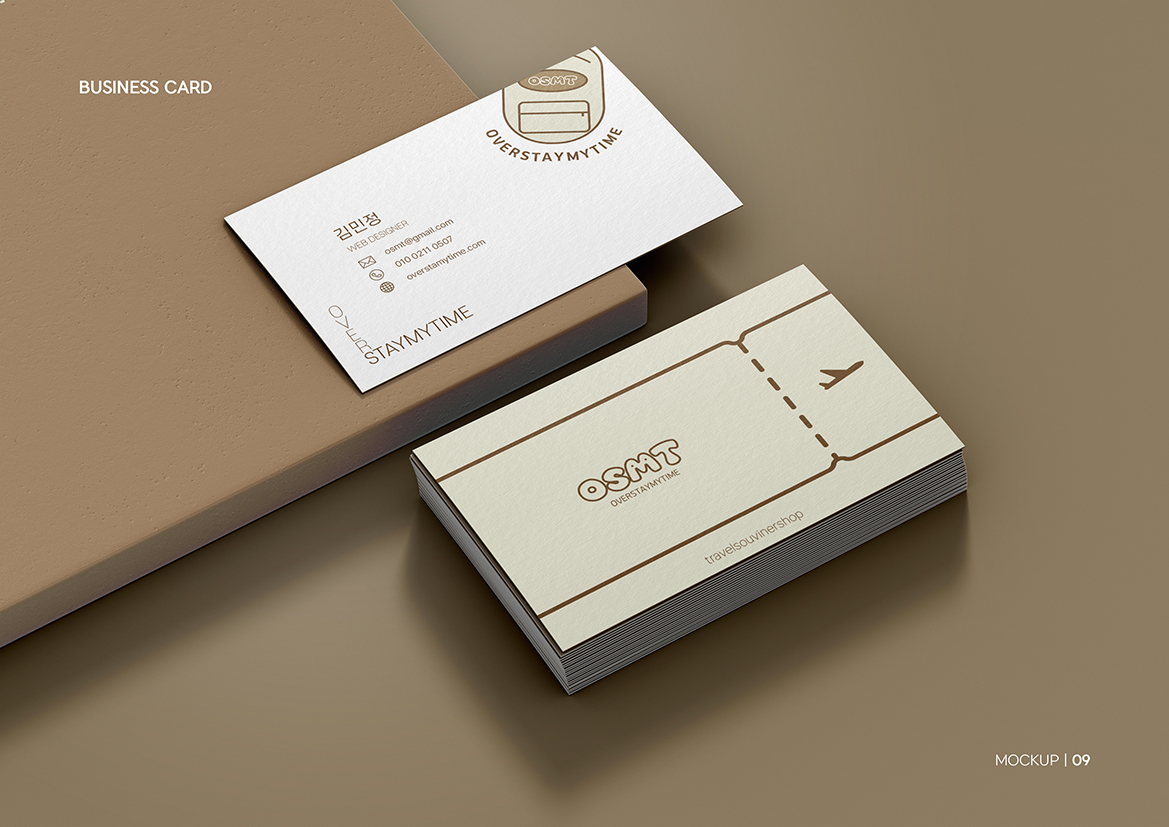 BUSINESS CARD
OSMT
OVERSTAYMYTIME
김민정
WEB DESIGNER
osmt@gmail.com
010 0211 0507
overstamytime.com
OVER
STAYMYTIME
OSMT
OVERSTAYMYTIME
travelsouvinershop
MOCKUP | 09